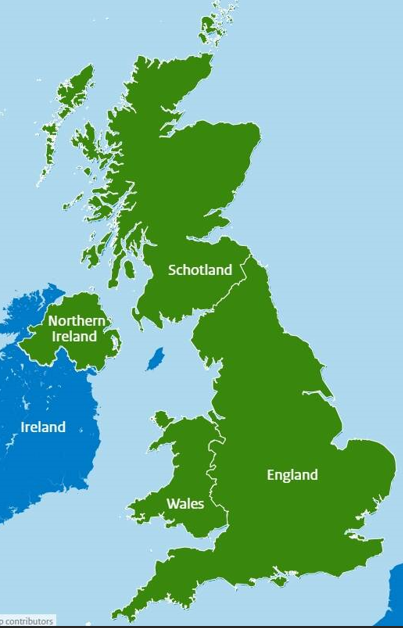 Schotland
Northern
Ireland
Ireland
England
Wales
contributors